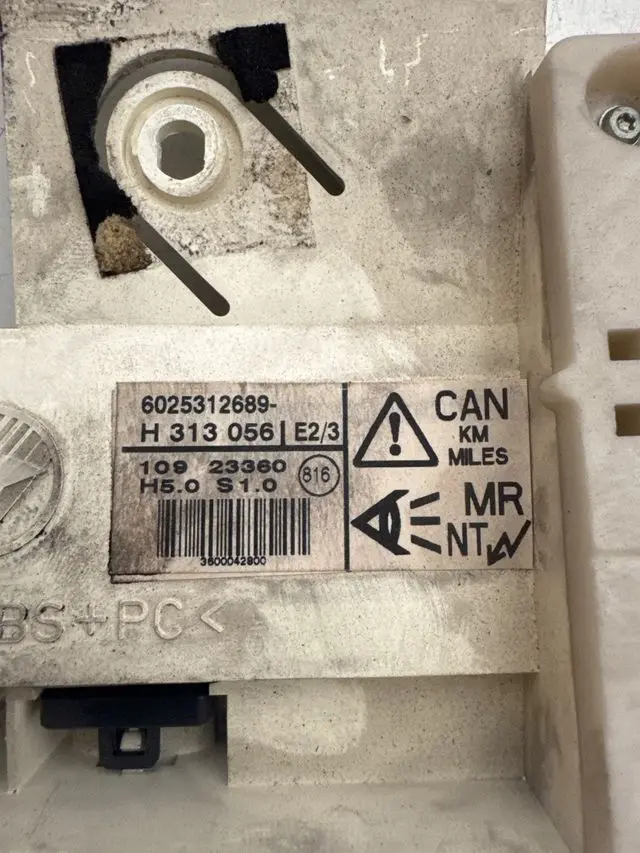 6025312689-
H 313 056 E2/3
109 23360
H5.0 S1.0
816
3600042800
CAN
KM
MILES
MR
NT
BS+PC<